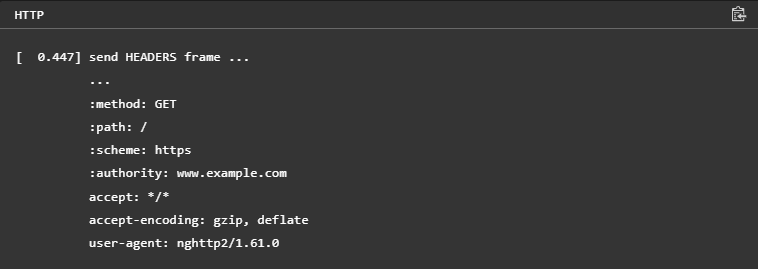 HTTP
[  0.447] send HEADERS frame ...
...
:method: GET
:path: /
:scheme: https
:authority: www.example.com
accept: */*
accept-encoding: gzip, deflate
user-agent: nghttp2/1.61.0